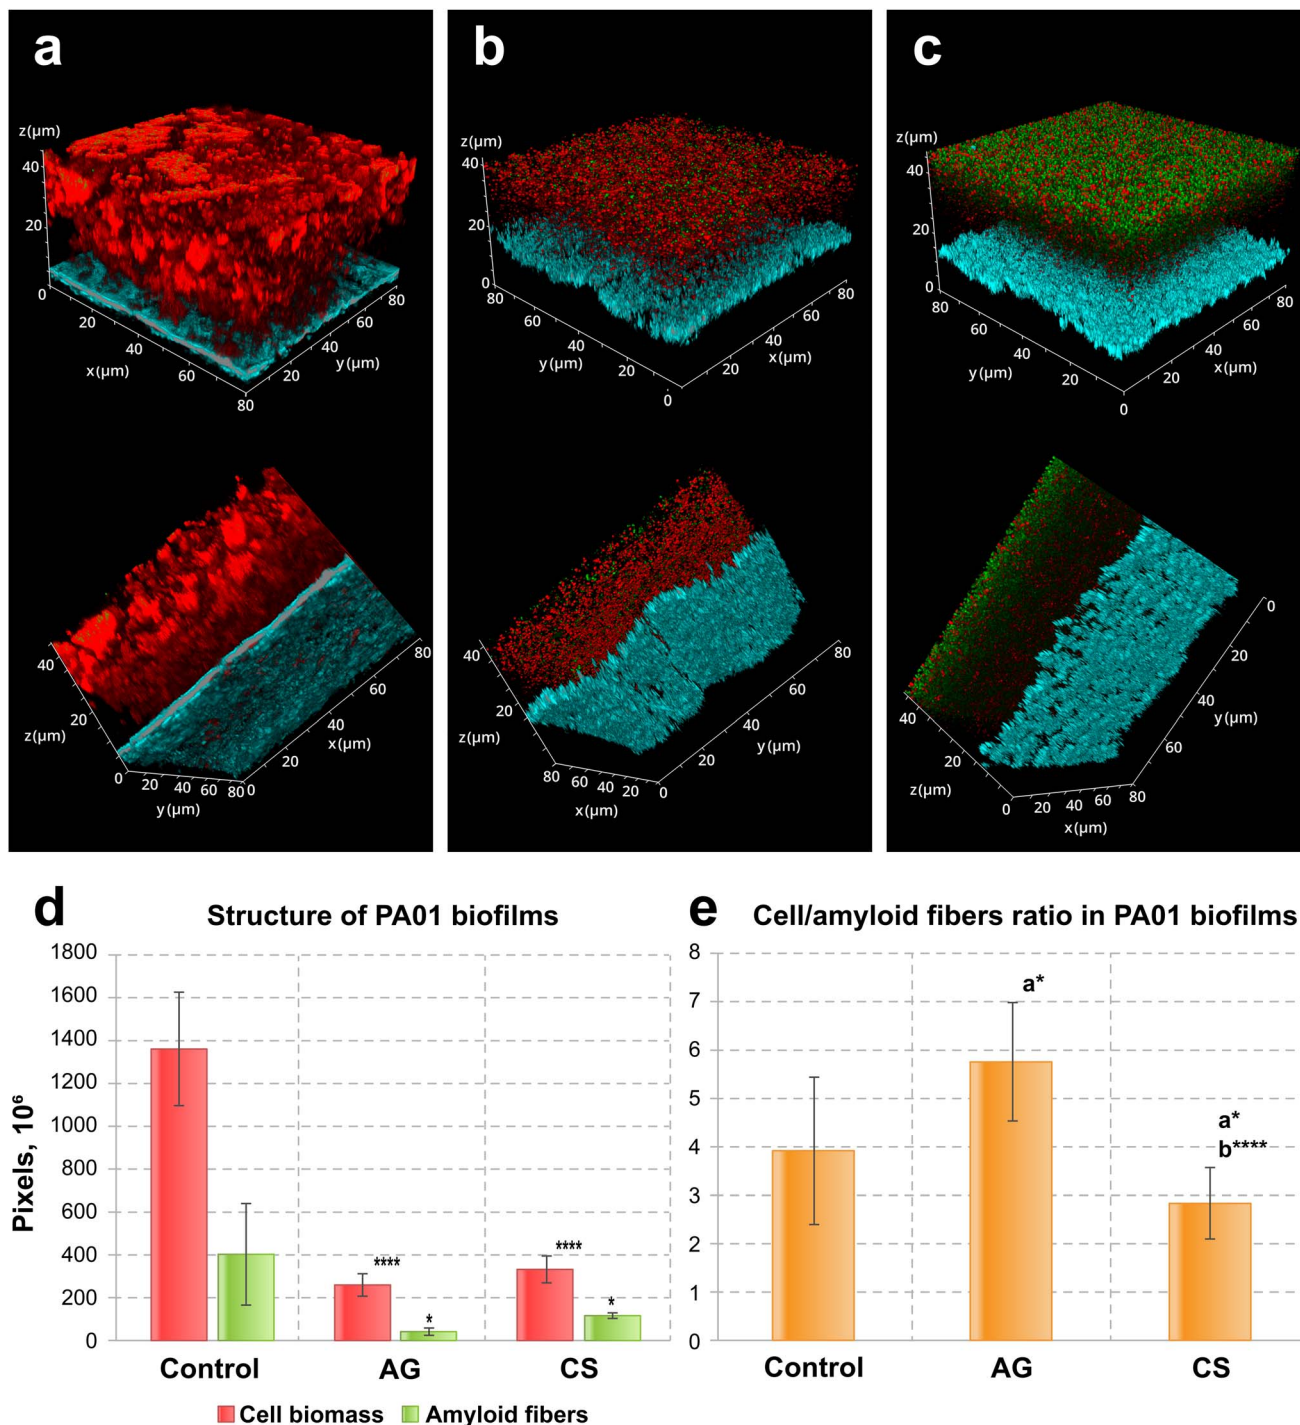 a
z(µm)
40
20
0
20
40
x(µm)
60
80
20
40
y(µm)
60
80
b
z(µm)
40
20
0
80
60
y(µm)
40
20
0
20
40
x(µm)
60
80
c
z(µm)
40
20
0
80
60
y(µm)
40
20
0
20
40
x(µm)
60
80
40
20
z(µm)
0
20 40 60 80
y(µm)
0
20
40
x(µm)
60
80
40
20
z(µm)
80 60 40 20 0
x(µm)
20
40
y(µm)
60
80
40
20
z(µm)
0 20 40 60 80
x(µm)
60
40
y(µm)
20
0
d Structure of PA01 biofilms
Pixels, 10⁶
1800
1600
1400
1200
1000
800
600
400
200
0
****
*
****
*
Control AG CS
Cell biomass Amyloid fibers
e Cell/amyloid fibers ratio in PA01 biofilms
8
7
6
5
4
3
2
1
0
a*
a*
b****
Control AG CS